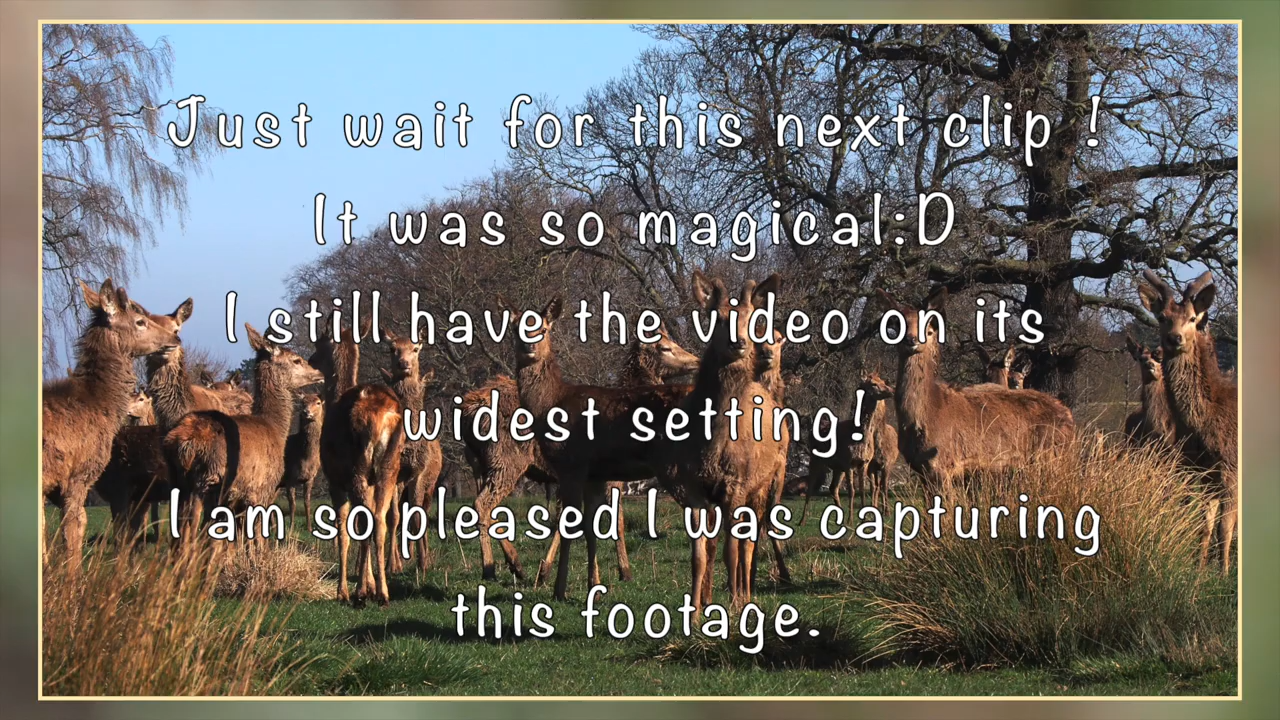 Just wait for this next clip !
It was so magical:D
I still have the video on its
widest setting!
I am so pleased I was capturing
this footage.